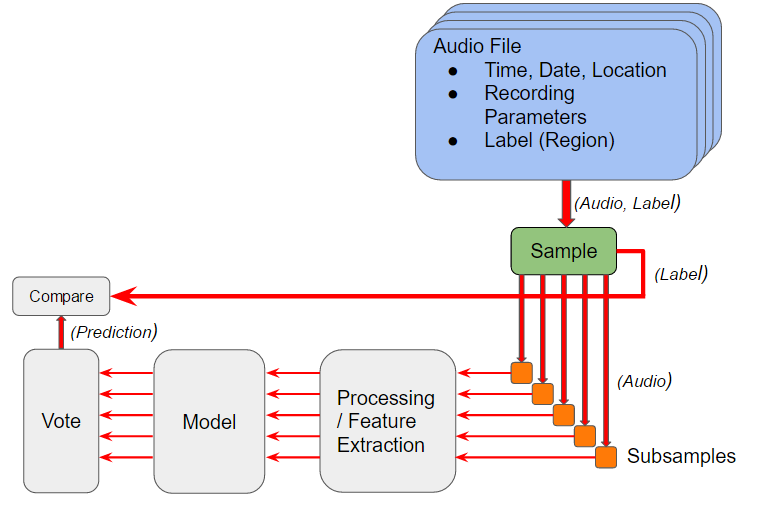 Audio File
● Time, Date, Location
● Recording
Parameters
● Label (Region)
(Audio, Label)
Sample
(Label)
Compare
(Prediction)
(Audio)
Vote
Model
Processing
/ Feature
Extraction
Subsamples